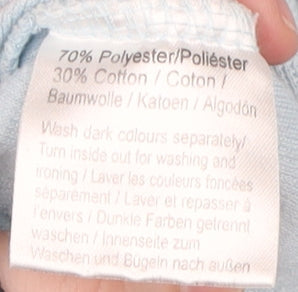 70% Polyester/Poliéster
30% Cotton / Coton /
Baumwolle / Katoen / Algodón
Wash dark colours separately/
Turn inside out for washing and
ironing / Laver les couleurs foncées
séparément / Laver et repasser à
l'envers / Dunkle Farben getrennt
waschen / Innenseite zum
Waschen und Bügeln nach außen